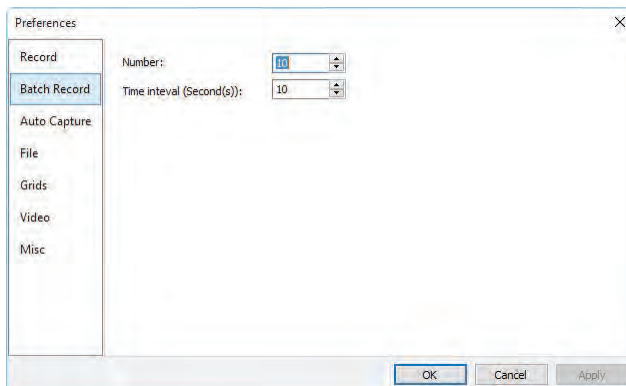 Preferences
Record
Batch Record
Auto Capture
File
Grids
Video
Misc
Number: 10
Time inteval (Second(s)): 10
OK Cancel Apply